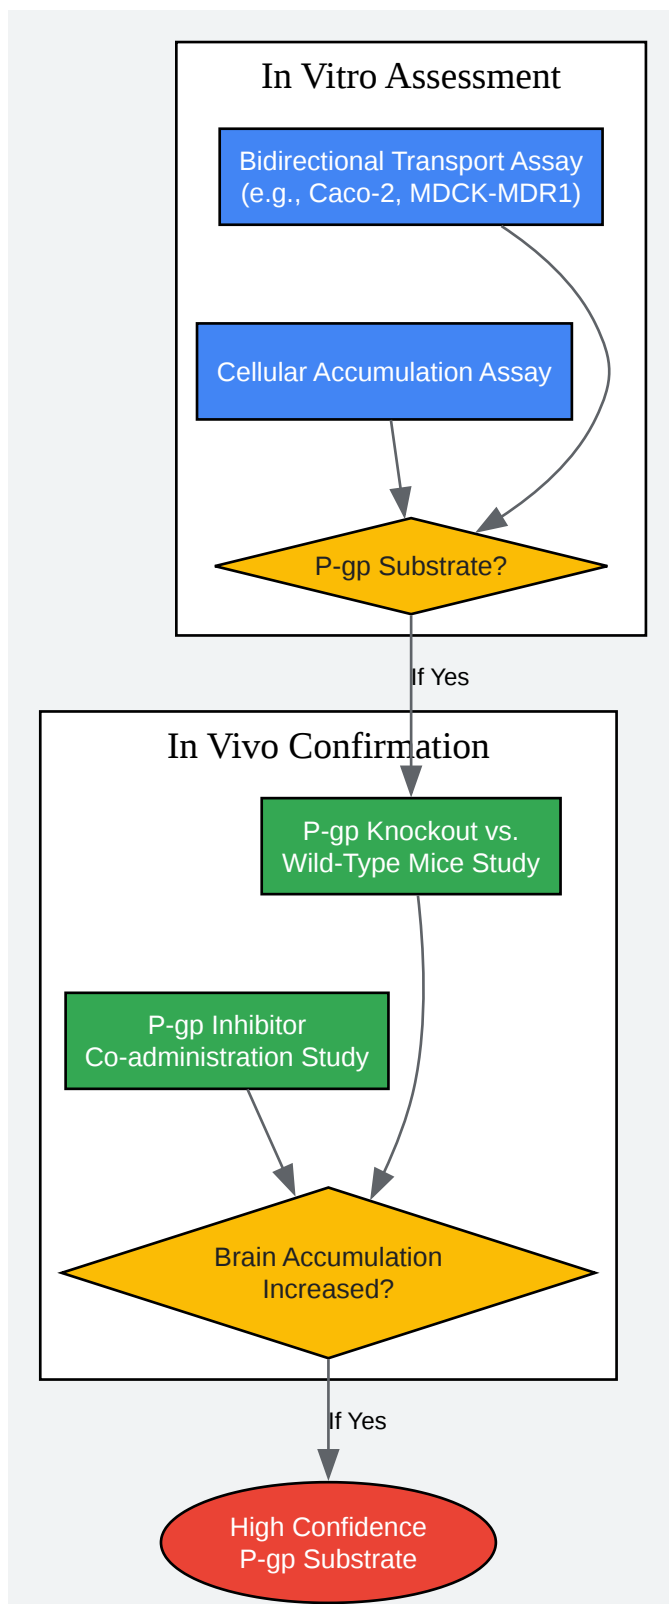 In Vitro Assessment
Bidirectional Transport Assay
(e.g., Caco-2, MDCK-MDR1)
Cellular Accumulation Assay
P-gp Substrate?
If Yes
In Vivo Confirmation
P-gp Knockout vs.
Wild-Type Mice Study
P-gp Inhibitor
Co-administration Study
Brain Accumulation
Increased?
If Yes
High Confidence
P-gp Substrate